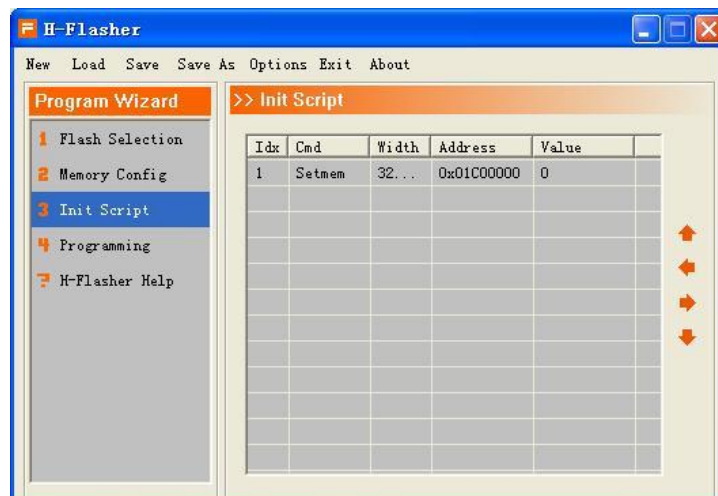 H-Flasher
New Load Save Save As Options Exit About
Program Wizard
1 Flash Selection
2 Memory Config
3 Init Script
4 Programming
? H-Flasher Help
>> Init Script
Idx Cmd Width Address Value
1 Setmem 32... 0x01C00000 0